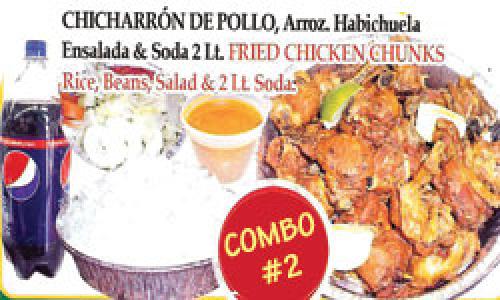 CHICHARRÓN DE POLLO, Arroz. Habichuela
Ensalada & Soda 2 Lt. FRIED CHICKEN CHUNKS
Rice, Beans, Salad & 2 Lt. Soda.
COMBO
#2